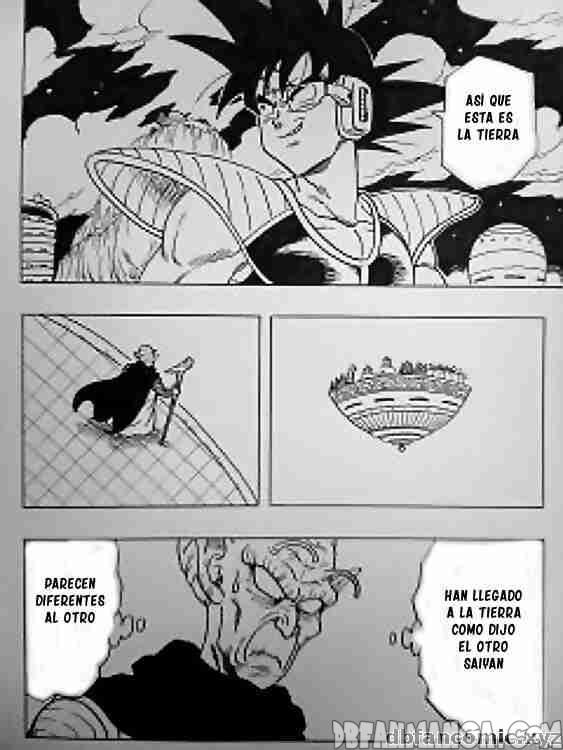 ASÍ QUE
ESTA ES
LA TIERRA
PARECEN
DIFERENTES
AL OTRO
HAN LLEGADO
A LA TIERRA
COMO DIJO
EL OTRO
SAIYAN
DBFANMANGA.COM